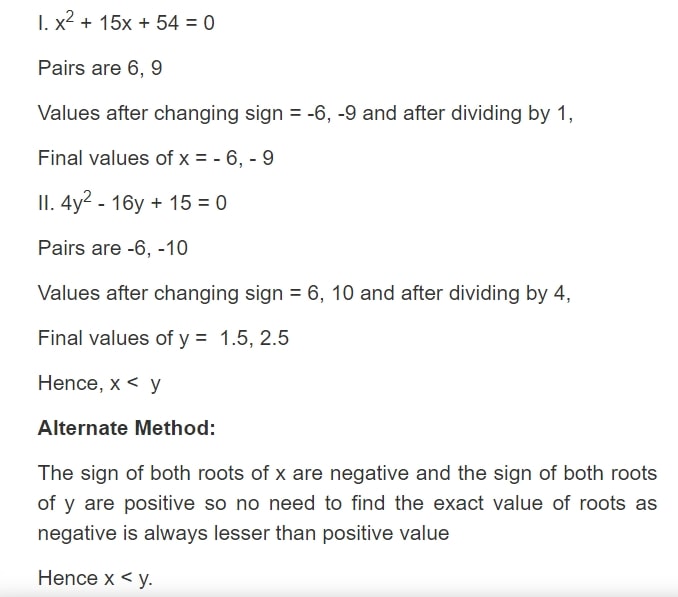 I. x² + 15x + 54 = 0
Pairs are 6, 9
Values after changing sign = -6, -9 and after dividing by 1,
Final values of x = - 6, - 9
II. 4y² - 16y + 15 = 0
Pairs are -6, -10
Values after changing sign = 6, 10 and after dividing by 4,
Final values of y =  1.5, 2.5
Hence, x <  y
Alternate Method:
The sign of both roots of x are negative and the sign of both roots
of y are positive so no need to find the exact value of roots as
negative is always lesser than positive value
Hence x < y.